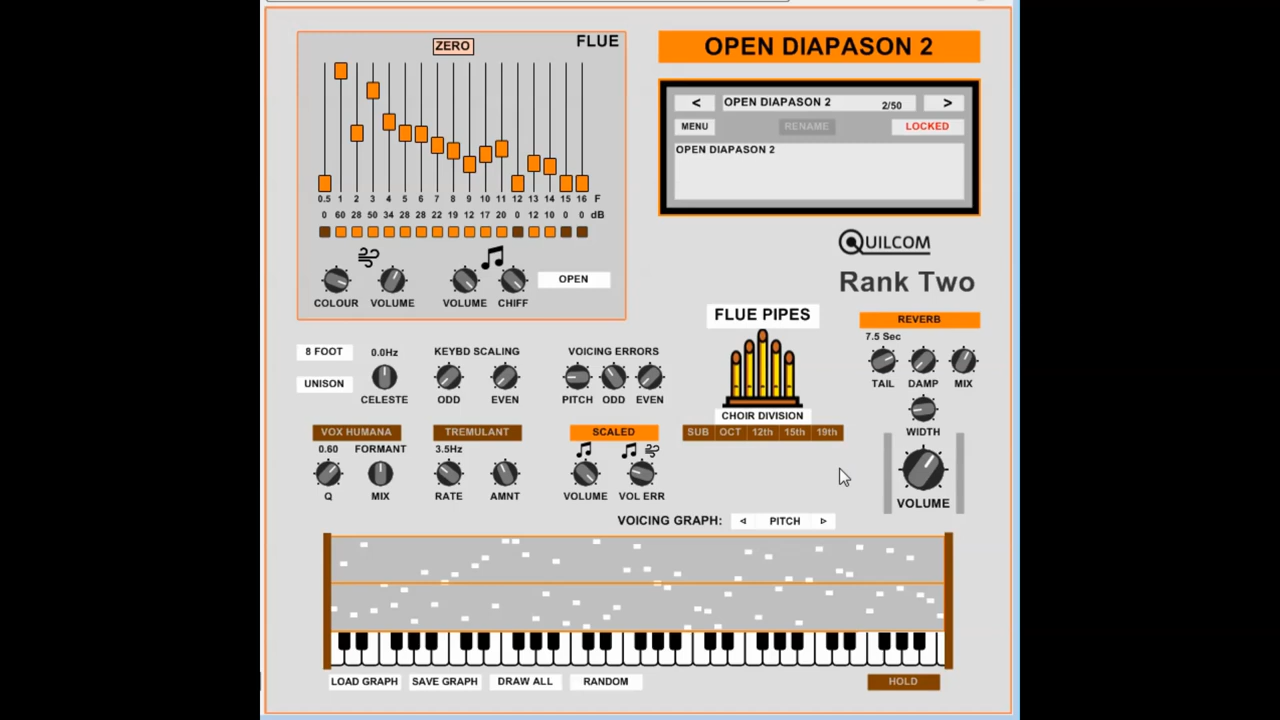 ZERO
FLUE
0.5 1 2 3 4 5 6 7 8 9 10 11 12 13 14 15 16 F
0 60 28 50 34 28 28 22 19 12 17 20 0 12 10 0 0 dB
COLOUR VOLUME VOLUME CHIFF
OPEN
OPEN DIAPASON 2
< OPEN DIAPASON 2 2/50 >
MENU RENAME LOCKED
OPEN DIAPASON 2
QUILCOM
Rank Two
8 FOOT
UNISON
0.0Hz
CELESTE
KEYBD SCALING
ODD EVEN
VOICING ERRORS
PITCH ODD EVEN
FLUE PIPES
CHOIR DIVISION
SUB OCT 12th 15th 19th
REVERB
7.5 Sec
TAIL DAMP MIX
WIDTH
VOLUME
VOX HUMANA
0.60 FORMANT
Q MIX
TREMULANT
3.5Hz
RATE AMNT
SCALED
VOLUME VOL ERR
VOICING GRAPH: PITCH
LOAD GRAPH SAVE GRAPH DRAW ALL RANDOM
HOLD